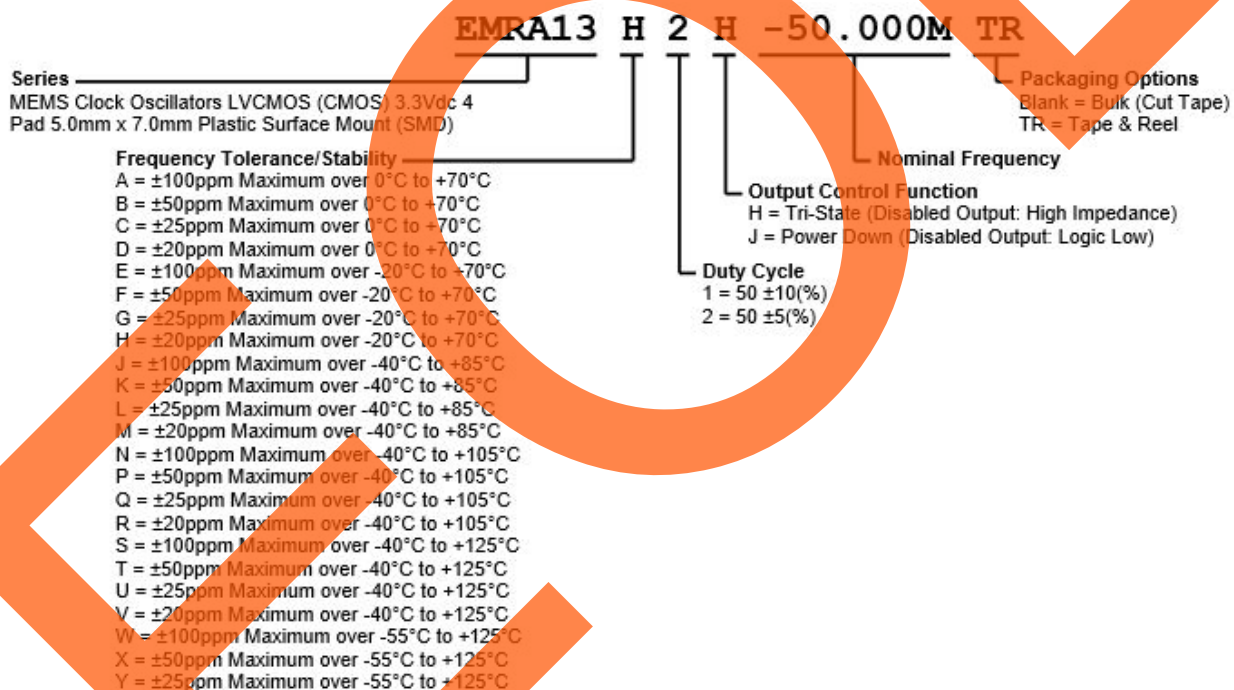 EMRA13 H 2 H -50.000M TR
Series
MEMS Clock Oscillators LVCMOS (CMOS) 3.3Vdc 4
Pad 5.0mm x 7.0mm Plastic Surface Mount (SMD)
Frequency Tolerance/Stability
A = ±100ppm Maximum over 0°C to +70°C
B = ±50ppm Maximum over 0°C to +70°C
C = ±25ppm Maximum over 0°C to +70°C
D = ±20ppm Maximum over 0°C to +70°C
E = ±100ppm Maximum over -20°C to +70°C
F = ±50ppm Maximum over -20°C to +70°C
G = ±25ppm Maximum over -20°C to +70°C
H = ±20ppm Maximum over -20°C to +70°C
J = ±100ppm Maximum over -40°C to +85°C
K = ±50ppm Maximum over -40°C to +85°C
L = ±25ppm Maximum over -40°C to +85°C
M = ±20ppm Maximum over -40°C to +85°C
N = ±100ppm Maximum over -40°C to +105°C
P = ±50ppm Maximum over -40°C to +105°C
Q = ±25ppm Maximum over -40°C to +105°C
R = ±20ppm Maximum over -40°C to +105°C
S = ±100ppm Maximum over -40°C to +125°C
T = ±50ppm Maximum over -40°C to +125°C
U = ±25ppm Maximum over -40°C to +125°C
V = ±20ppm Maximum over -40°C to +125°C
W = ±100ppm Maximum over -55°C to +125°C
X = ±50ppm Maximum over -55°C to +125°C
Y = ±25ppm Maximum over -55°C to +125°C
Duty Cycle
1 = 50 ±10(%)
2 = 50 ±5(%)
Output Control Function
H = Tri-State (Disabled Output: High Impedance)
J = Power Down (Disabled Output: Logic Low)
Nominal Frequency
Packaging Options
Blank = Bulk (Cut Tape)
TR = Tape & Reel